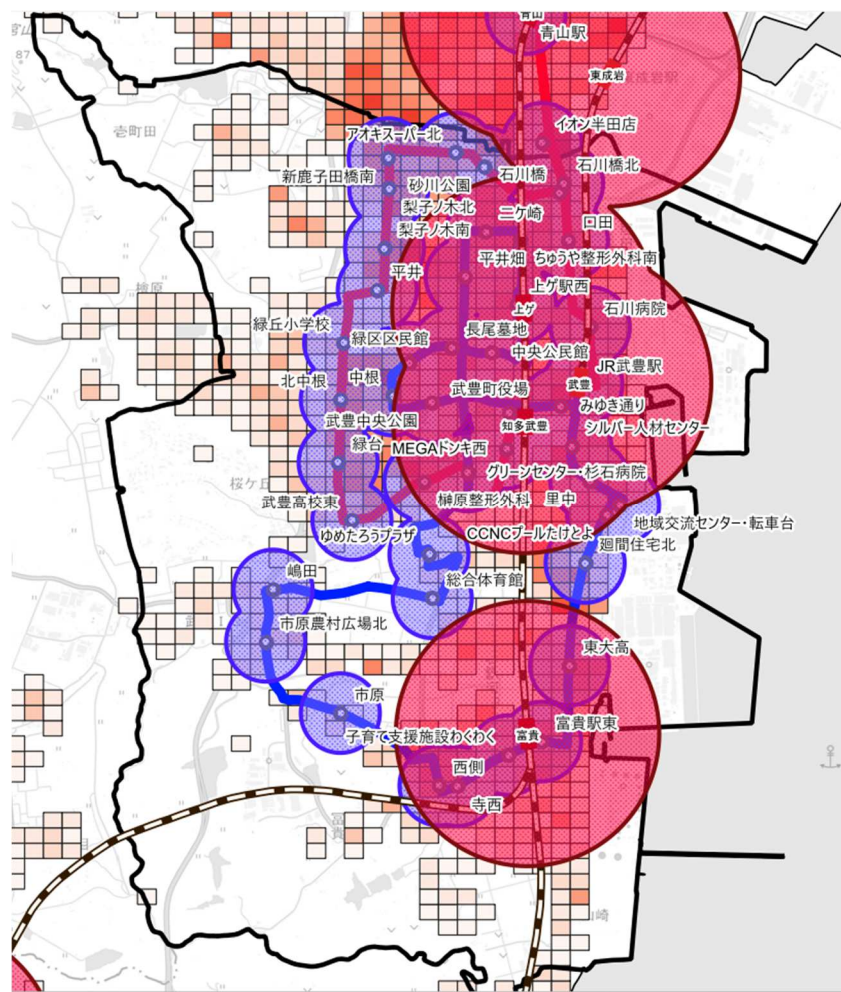 青山
青山駅
87
東成岩
イオン半田店
壱町田
アオキスーパー北
石川橋
石川橋北
新鹿子田橋南
砂川公園
梨子ノ木北
二ケ崎
口田
梨子ノ木南
平井畑
ちゅうや整形外科南
平井
上ゲ駅西
檜原
上ゲ
石川病院
緑丘小学校
緑区区民館
長尾墓地
中央公民館
JR武豊駅
北中根
中根
武豊町役場
武豊
みゆき通り
武豊中央公園
知多武豊
シルバー人材センター
緑台
MEGAドンキ西
桜ケ丘
グリーンセンター・杉石病院
武豊高校東
榊原整形外科
里中
地域交流センター・転車台
ゆめたろうプラザ
CCNCプールたけとよ
廻間住宅北
嶋田
総合体育館
市原農村広場北
東大高
市原
富貴駅東
子育て支援施設わくわく
富貴
西側
寺西
富貴